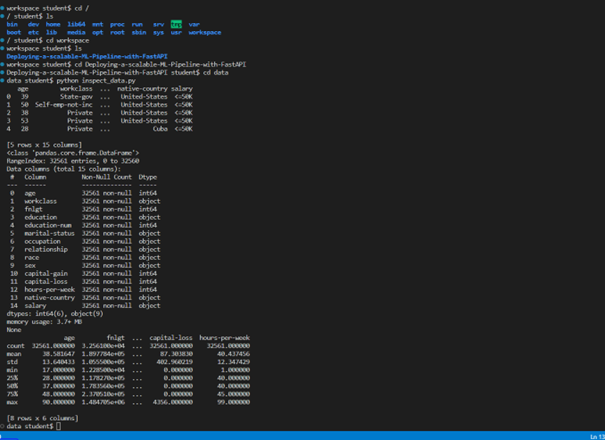 workspace student$ cd /
/ student$ ls
bin dev home lib64 mnt proc run srv tmp var
boot etc lib media opt root sbin sys usr workspace
/ student$ cd workspace
workspace student$ ls
Deploying-a-scalable-ML-Pipeline-with-FastAPI
workspace student$ cd Deploying-a-scalable-ML-Pipeline-with-FastAPI
Deploying-a-scalable-ML-Pipeline-with-FastAPI student$ cd data
data student$ python inspect_data.py
age workclass ... native-country salary
0 39 State-gov ... United-States <=50K
1 50 Self-emp-not-inc ... United-States <=50K
2 38 Private ... United-States <=50K
3 53 Private ... United-States <=50K
4 28 Private ... Cuba <=50K
[5 rows x 15 columns]
<class 'pandas.core.frame.DataFrame'>
RangeIndex: 32561 entries, 0 to 32560
Data columns (total 15 columns):
# Column Non-Null Count Dtype
--- ------ -------------- -----
0 age 32561 non-null int64
1 workclass 32561 non-null object
2 fnlgt 32561 non-null int64
3 education 32561 non-null object
4 education-num 32561 non-null int64
5 marital-status 32561 non-null object
6 occupation 32561 non-null object
7 relationship 32561 non-null object
8 race 32561 non-null object
9 sex 32561 non-null object
10 capital-gain 32561 non-null int64
11 capital-loss 32561 non-null int64
12 hours-per-week 32561 non-null int64
13 native-country 32561 non-null object
14 salary 32561 non-null object
dtypes: int64(6), object(9)
memory usage: 3.7+ MB
None
age fnlgt ... capital-loss hours-per-week
count 32561.000000 3.256100e+04 ... 32561.000000 32561.000000
mean 38.581647 1.897784e+05 ... 87.303830 40.437456
std 13.640433 1.055500e+05 ... 402.960219 12.347429
min 17.000000 1.228500e+04 ... 0.000000 1.000000
25% 28.000000 1.178270e+05 ... 0.000000 40.000000
50% 37.000000 1.783560e+05 ... 0.000000 40.000000
75% 48.000000 2.370510e+05 ... 0.000000 45.000000
max 90.000000 1.484705e+06 ... 4356.000000 99.000000
[8 rows x 6 columns]
data student$